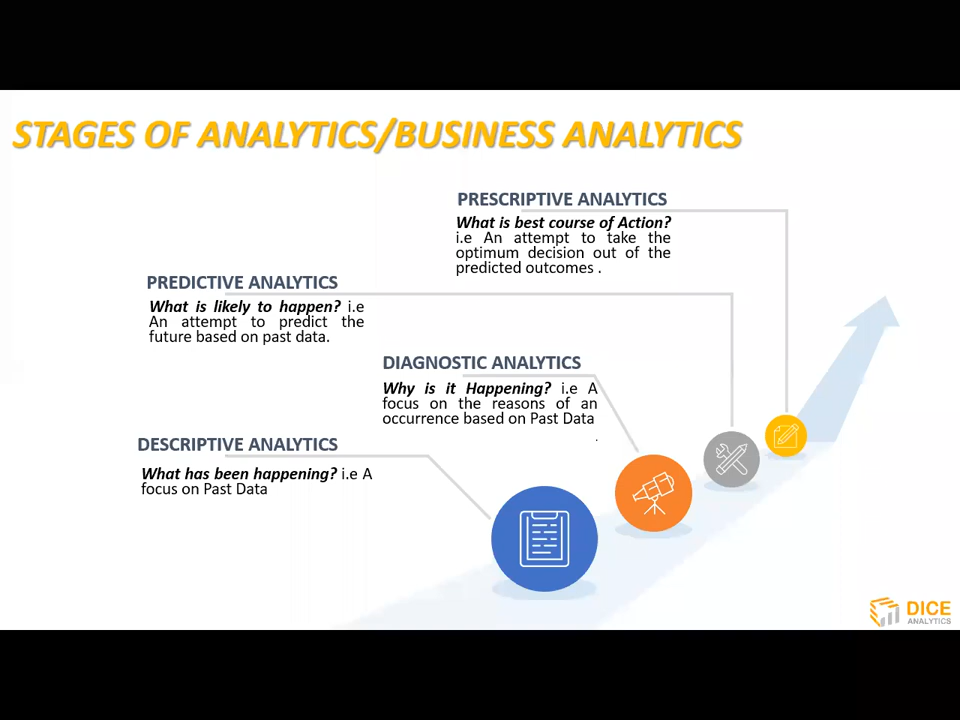 STAGES OF ANALYTICS/BUSINESS ANALYTICS
PRESCRIPTIVE ANALYTICS
What is best course of Action?
i.e An attempt to take the
optimum decision out of the
predicted outcomes .
PREDICTIVE ANALYTICS
What is likely to happen? i.e
An attempt to predict the
future based on past data.
DIAGNOSTIC ANALYTICS
Why is it Happening? i.e A
focus on the reasons of an
occurrence based on Past Data
.
DESCRIPTIVE ANALYTICS
What has been happening? i.e A
focus on Past Data
DICE
ANALYTICS